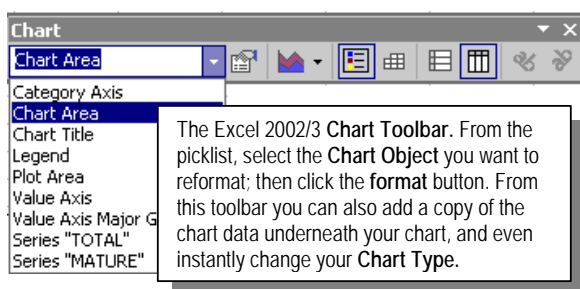 Chart
Chart Area
Category Axis
Chart Area
Chart Title
Legend
Plot Area
Value Axis
Value Axis Major G
Series "TOTAL"
Series "MATURE"
The Excel 2002/3 Chart Toolbar. From the
picklist, select the Chart Object you want to
reformat; then click the format button. From
this toolbar you can also add a copy of the
chart data underneath your chart, and even
instantly change your Chart Type.